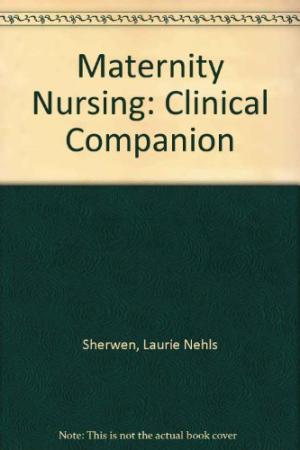 Maternity
Nursing: Clinical
Companion
Sherwen, Laurie Nehls
Note: This is not the actual book cover